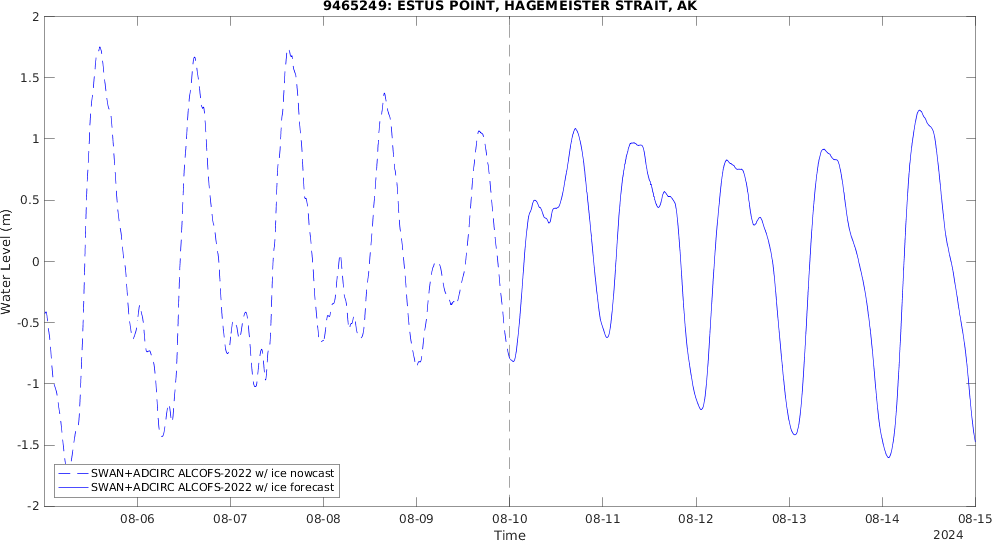 9465249: ESTUS POINT, HAGEMEISTER STRAIT, AK
2
1.5
1
0.5
0
-0.5
-1
-1.5
-2
Water Level (m)
SWAN+ADCIRC ALCOFS-2022 w/ ice nowcast
SWAN+ADCIRC ALCOFS-2022 w/ ice forecast
08-06 08-07 08-08 08-09 08-10 08-11 08-12 08-13 08-14 08-15
Time
2024